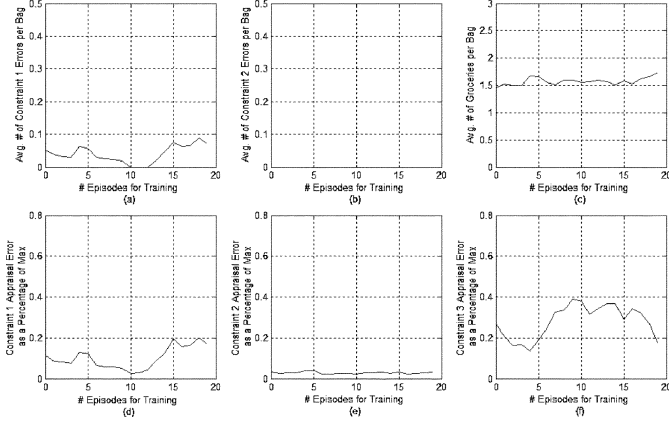 Avg. # of Constraint 1 Errors per Bag
0.5
0.4
0.3
0.2
0.1
0
0 5 10 15 20
# Episodes for Training
(a)
Avg. # of Constraint 2 Errors per Bag
0.5
0.4
0.3
0.2
0.1
0
0 5 10 15 20
# Episodes for Training
(b)
Avg. # of Groceries per Bag
3
2.5
2
1.5
1
0.5
0
0 5 10 15 20
# Episodes for Training
(c)
Constraint 1 Appraisal Error
as a Percentage of Max
0.8
0.6
0.4
0.2
0
0 5 10 15 20
# Episodes for Training
(d)
Constraint 2 Appraisal Error
as a Percentage of Max
0.8
0.6
0.4
0.2
0
0 5 10 15 20
# Episodes for Training
(e)
Constraint 3 Appraisal Error
as a Percentage of Max
0.8
0.6
0.4
0.2
0
0 5 10 15 20
# Episodes for Training
(f)